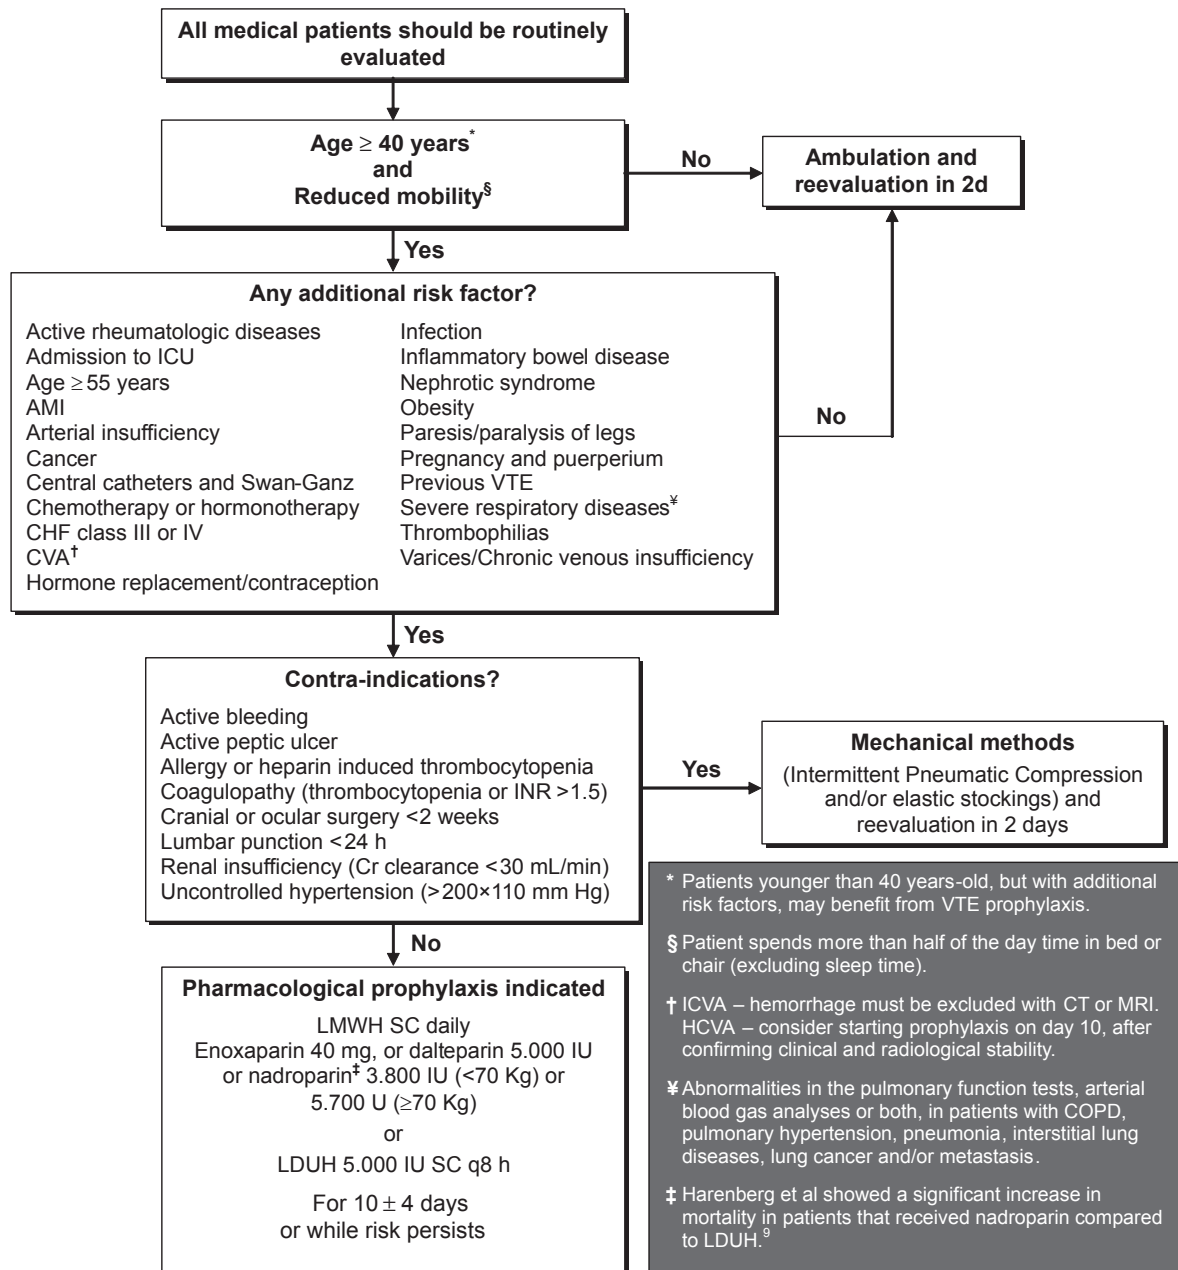 All medical patients should be routinely
evaluated
Age ≥ 40 years*
and
Reduced mobility§
No
Ambulation and
reevaluation in 2d
Yes
Any additional risk factor?
Active rheumatologic diseases
Admission to ICU
Age ≥ 55 years
AMI
Arterial insufficiency
Cancer
Central catheters and Swan-Ganz
Chemotherapy or hormonotherapy
CHF class III or IV
CVA†
Hormone replacement/contraception
Infection
Inflammatory bowel disease
Nephrotic syndrome
Obesity
Paresis/paralysis of legs
Pregnancy and puerperium
Previous VTE
Severe respiratory diseases¥
Thrombophilias
Varices/Chronic venous insufficiency
No
Yes
Contra-indications?
Active bleeding
Active peptic ulcer
Allergy or heparin induced thrombocytopenia
Coagulopathy (thrombocytopenia or INR >1.5)
Cranial or ocular surgery <2 weeks
Lumbar punction <24 h
Renal insufficiency (Cr clearance <30 mL/min)
Uncontrolled hypertension (>200×110 mm Hg)
Yes
Mechanical methods
(Intermittent Pneumatic Compression
and/or elastic stockings) and
reevaluation in 2 days
No
Pharmacological prophylaxis indicated
LMWH SC daily
Enoxaparin 40 mg, or dalteparin 5.000 IU
or nadroparin‡ 3.800 IU (<70 Kg) or
5.700 U (≥70 Kg)
or
LDUH 5.000 IU SC q8 h
For 10 ± 4 days
or while risk persists
* Patients younger than 40 years-old, but with additional
risk factors, may benefit from VTE prophylaxis.
§ Patient spends more than half of the day time in bed or
chair (excluding sleep time).
† ICVA – hemorrhage must be excluded with CT or MRI.
HCVA – consider starting prophylaxis on day 10, after
confirming clinical and radiological stability.
¥ Abnormalities in the pulmonary function tests, arterial
blood gas analyses or both, in patients with COPD,
pulmonary hypertension, pneumonia, interstitial lung
diseases, lung cancer and/or metastasis.
‡ Harenberg et al showed a significant increase in
mortality in patients that received nadroparin compared
to LDUH.9